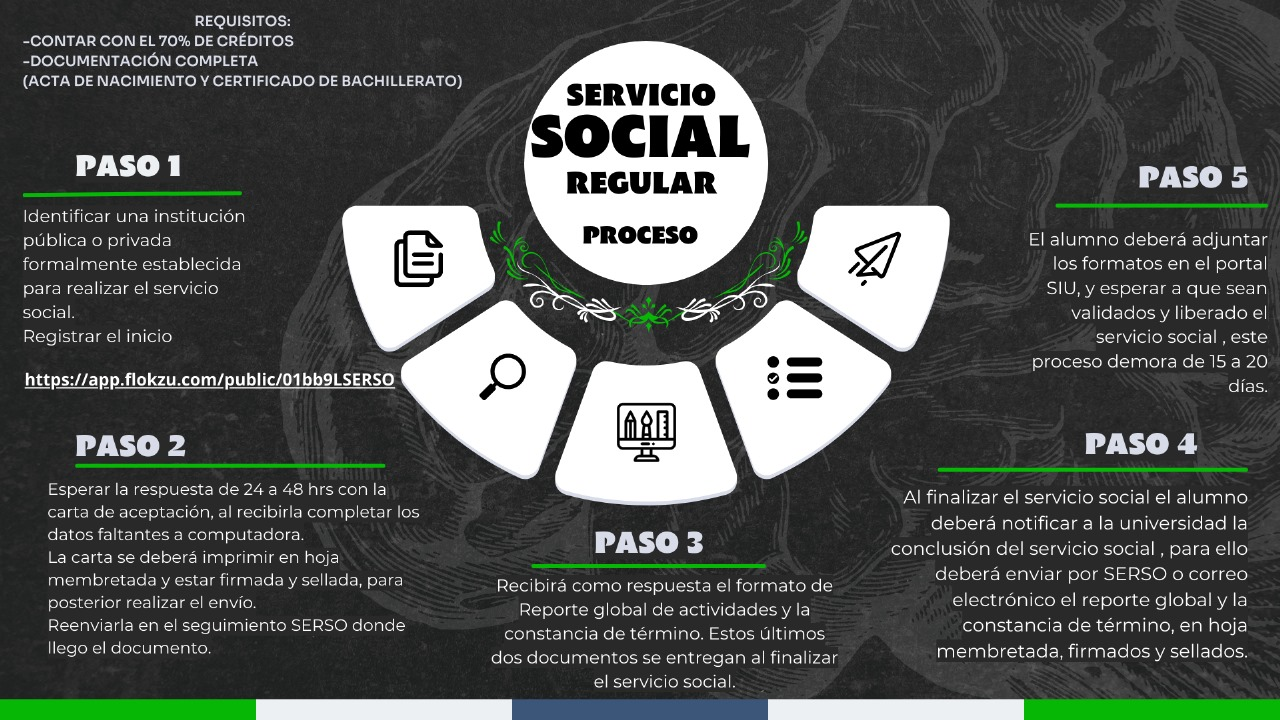 REQUISITOS:
-CONTAR CON EL 70% DE CRÉDITOS
-DOCUMENTACIÓN COMPLETA
(ACTA DE NACIMIENTO Y CERTIFICADO DE BACHILLERATO)
SERVICIO
SOCIAL
REGULAR
PROCESO
PASO 1
Identificar una institución
pública o privada
formalmente establecida
para realizar el servicio
social.
Registrar el inicio
https://app.flokzu.com/public/01bb9LSERSO
PASO 2
Esperar la respuesta de 24 a 48 hrs con la
carta de aceptación, al recibirla completar los
datos faltantes a computadora.
La carta se deberá imprimir en hoja
membretada y estar firmada y sellada, para
posterior realizar el envío.
Reenviarla en el seguimiento SERSO donde
llego el documento.
PASO 3
Recibirá como respuesta el formato de
Reporte global de actividades y la
constancia de término. Estos últimos
dos documentos se entregan al finalizar
el servicio social.
PASO 4
Al finalizar el servicio social el alumno
deberá notificar a la universidad la
conclusión del servicio social , para ello
deberá enviar por SERSO o correo
electrónico el reporte global y la
constancia de término, en hoja
membretada, firmados y sellados.
PASO 5
El alumno deberá adjuntar
los formatos en el portal
SIU, y esperar a que sean
validados y liberado el
servicio social , este
proceso demora de 15 a 20
días.